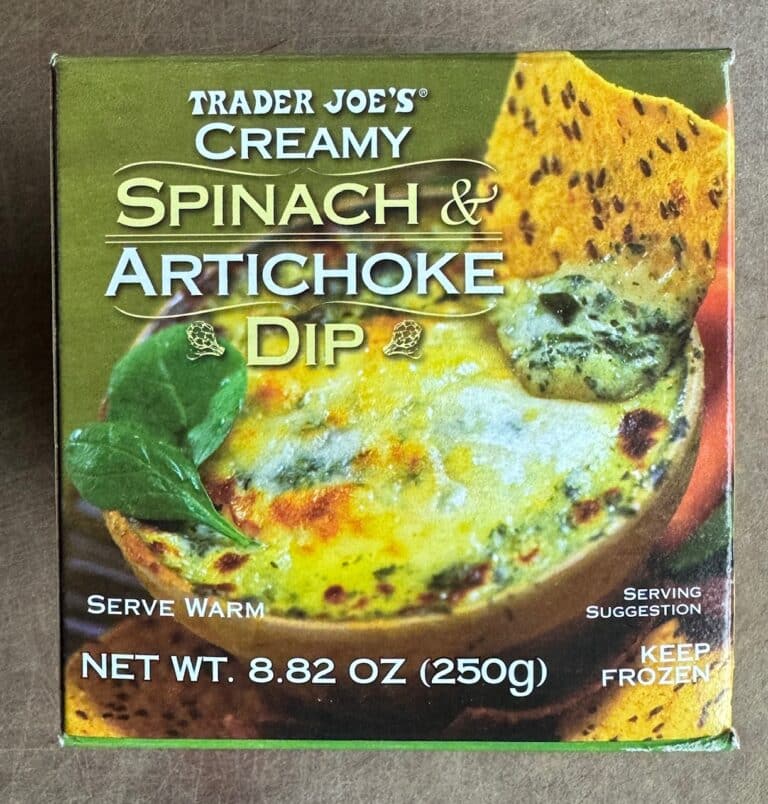 TRADER JOE'S®
CREAMY
SPINACH &
ARTICHOKE
DIP
SERVE WARM
SERVING
SUGGESTION
NET WT. 8.82 OZ (250g)
KEEP
FROZEN